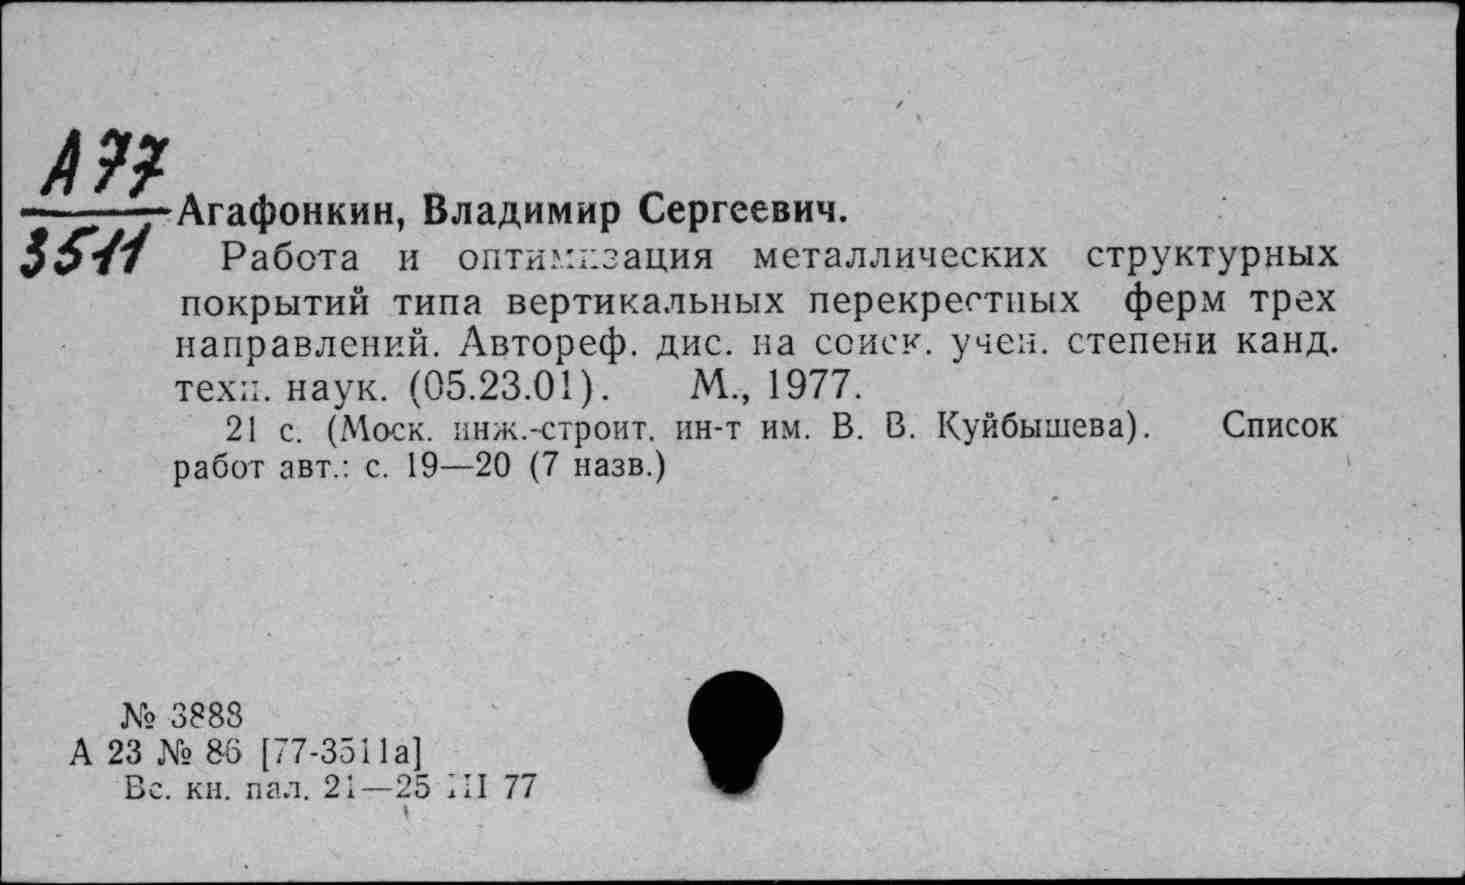 А77
3511
Агафонкин, Владимир Сергеевич.
Работа и оптимизация металлических структурных
покрытий типа вертикальных перекрестных ферм трех
направлений. Автореф. дис. на соиск. учен. степени канд.
техн. наук. (05.23.01). М., 1977.
21 с. (Моск. инж.-строит. ин-т им. В. В. Куйбышева). Список
работ авт.: с. 19—20 (7 назв.)
№ 3888
А 23 № 86 [77-3511а]
Вс. кн. пал. 21—25 III 77